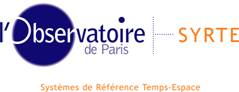 l'Observatoire SYRTE
de Paris
Systèmes de Référence Temps-Espace